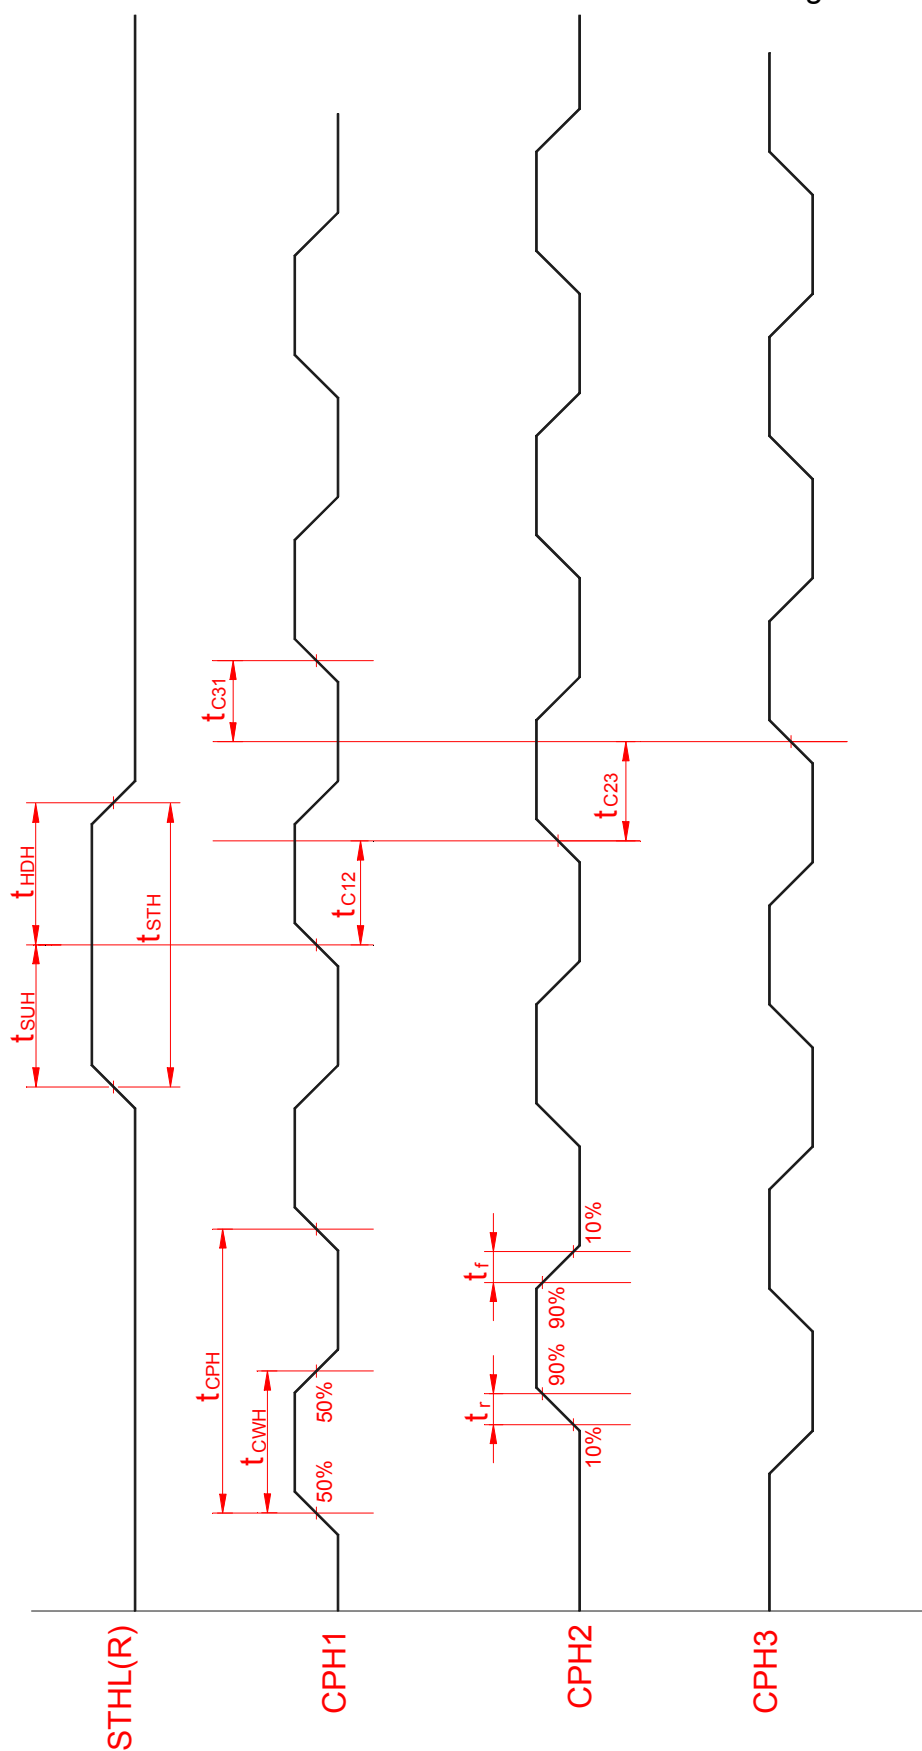 STHL(R)
tSUH
tHDH
tSTH
CPH1
tCPH
tCWH
50%
50%
tC12
tC31
CPH2
tr
tf
10%
90%
90%
10%
tC23
CPH3